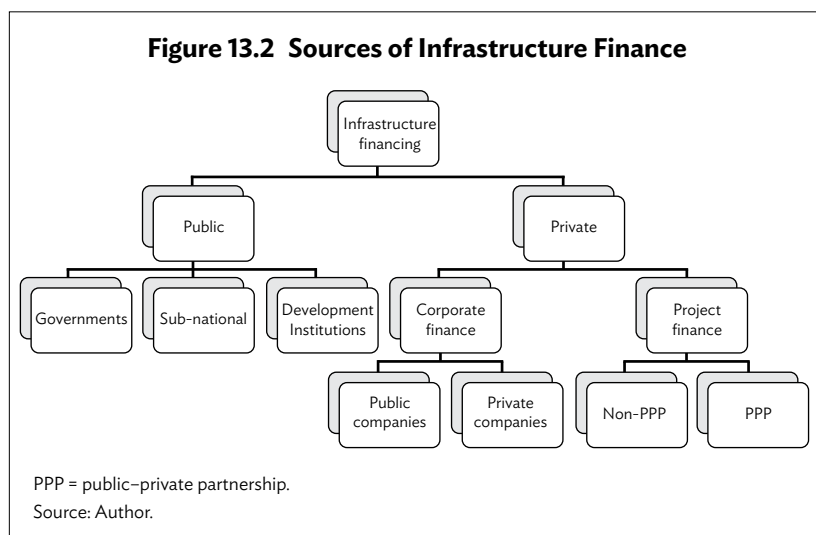 Figure 13.2 Sources of Infrastructure Finance
Infrastructure
financing
Public
Private
Governments
Sub-national
Development
Institutions
Corporate
finance
Project
finance
Public
companies
Private
companies
Non-PPP
PPP
PPP = public–private partnership.
Source: Author.